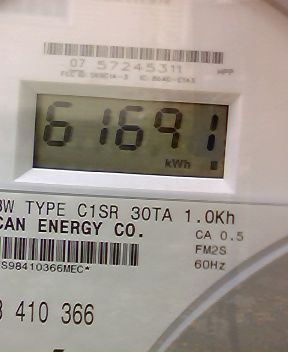 07 57245311
61691
kWh
3W TYPE C1SR 30TA 1.0Kh
CAN ENERGY CO.
CA 0.5
FM2S
60Hz
S98410366MEC*
410 366